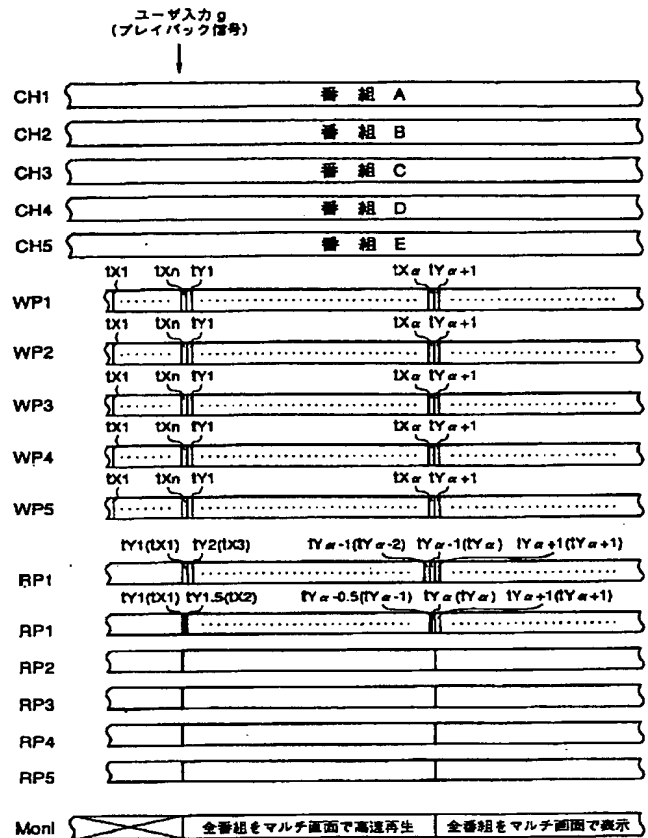 ユーザ入力 g
(プレイバック信号)
CH1 番 組 A
CH2 番 組 B
CH3 番 組 C
CH4 番 組 D
CH5 番 組 E
tX1 tXn tY1 tXα tYα+1
WP1
tX1 tXn tY1 tXα tYα+1
WP2
tX1 tXn tY1 tXα tYα+1
WP3
tX1 tXn tY1 tXα tYα+1
WP4
tX1 tXn tY1 tXα tYα+1
WP5
tY1(tX1) tY2(tX3) tYα-1(tYα-2) tYα-1(tYα) tYα+1(tYα+1)
RP1
tY1(tX1) tY1.5(tX2) tYα-0.5(tYα-1) tYα(tYα) tYα+1(tYα+1)
RP1
RP2
RP3
RP4
RP5
MonI 全番組をマルチ画面で高速再生 全番組をマルチ画面で表示